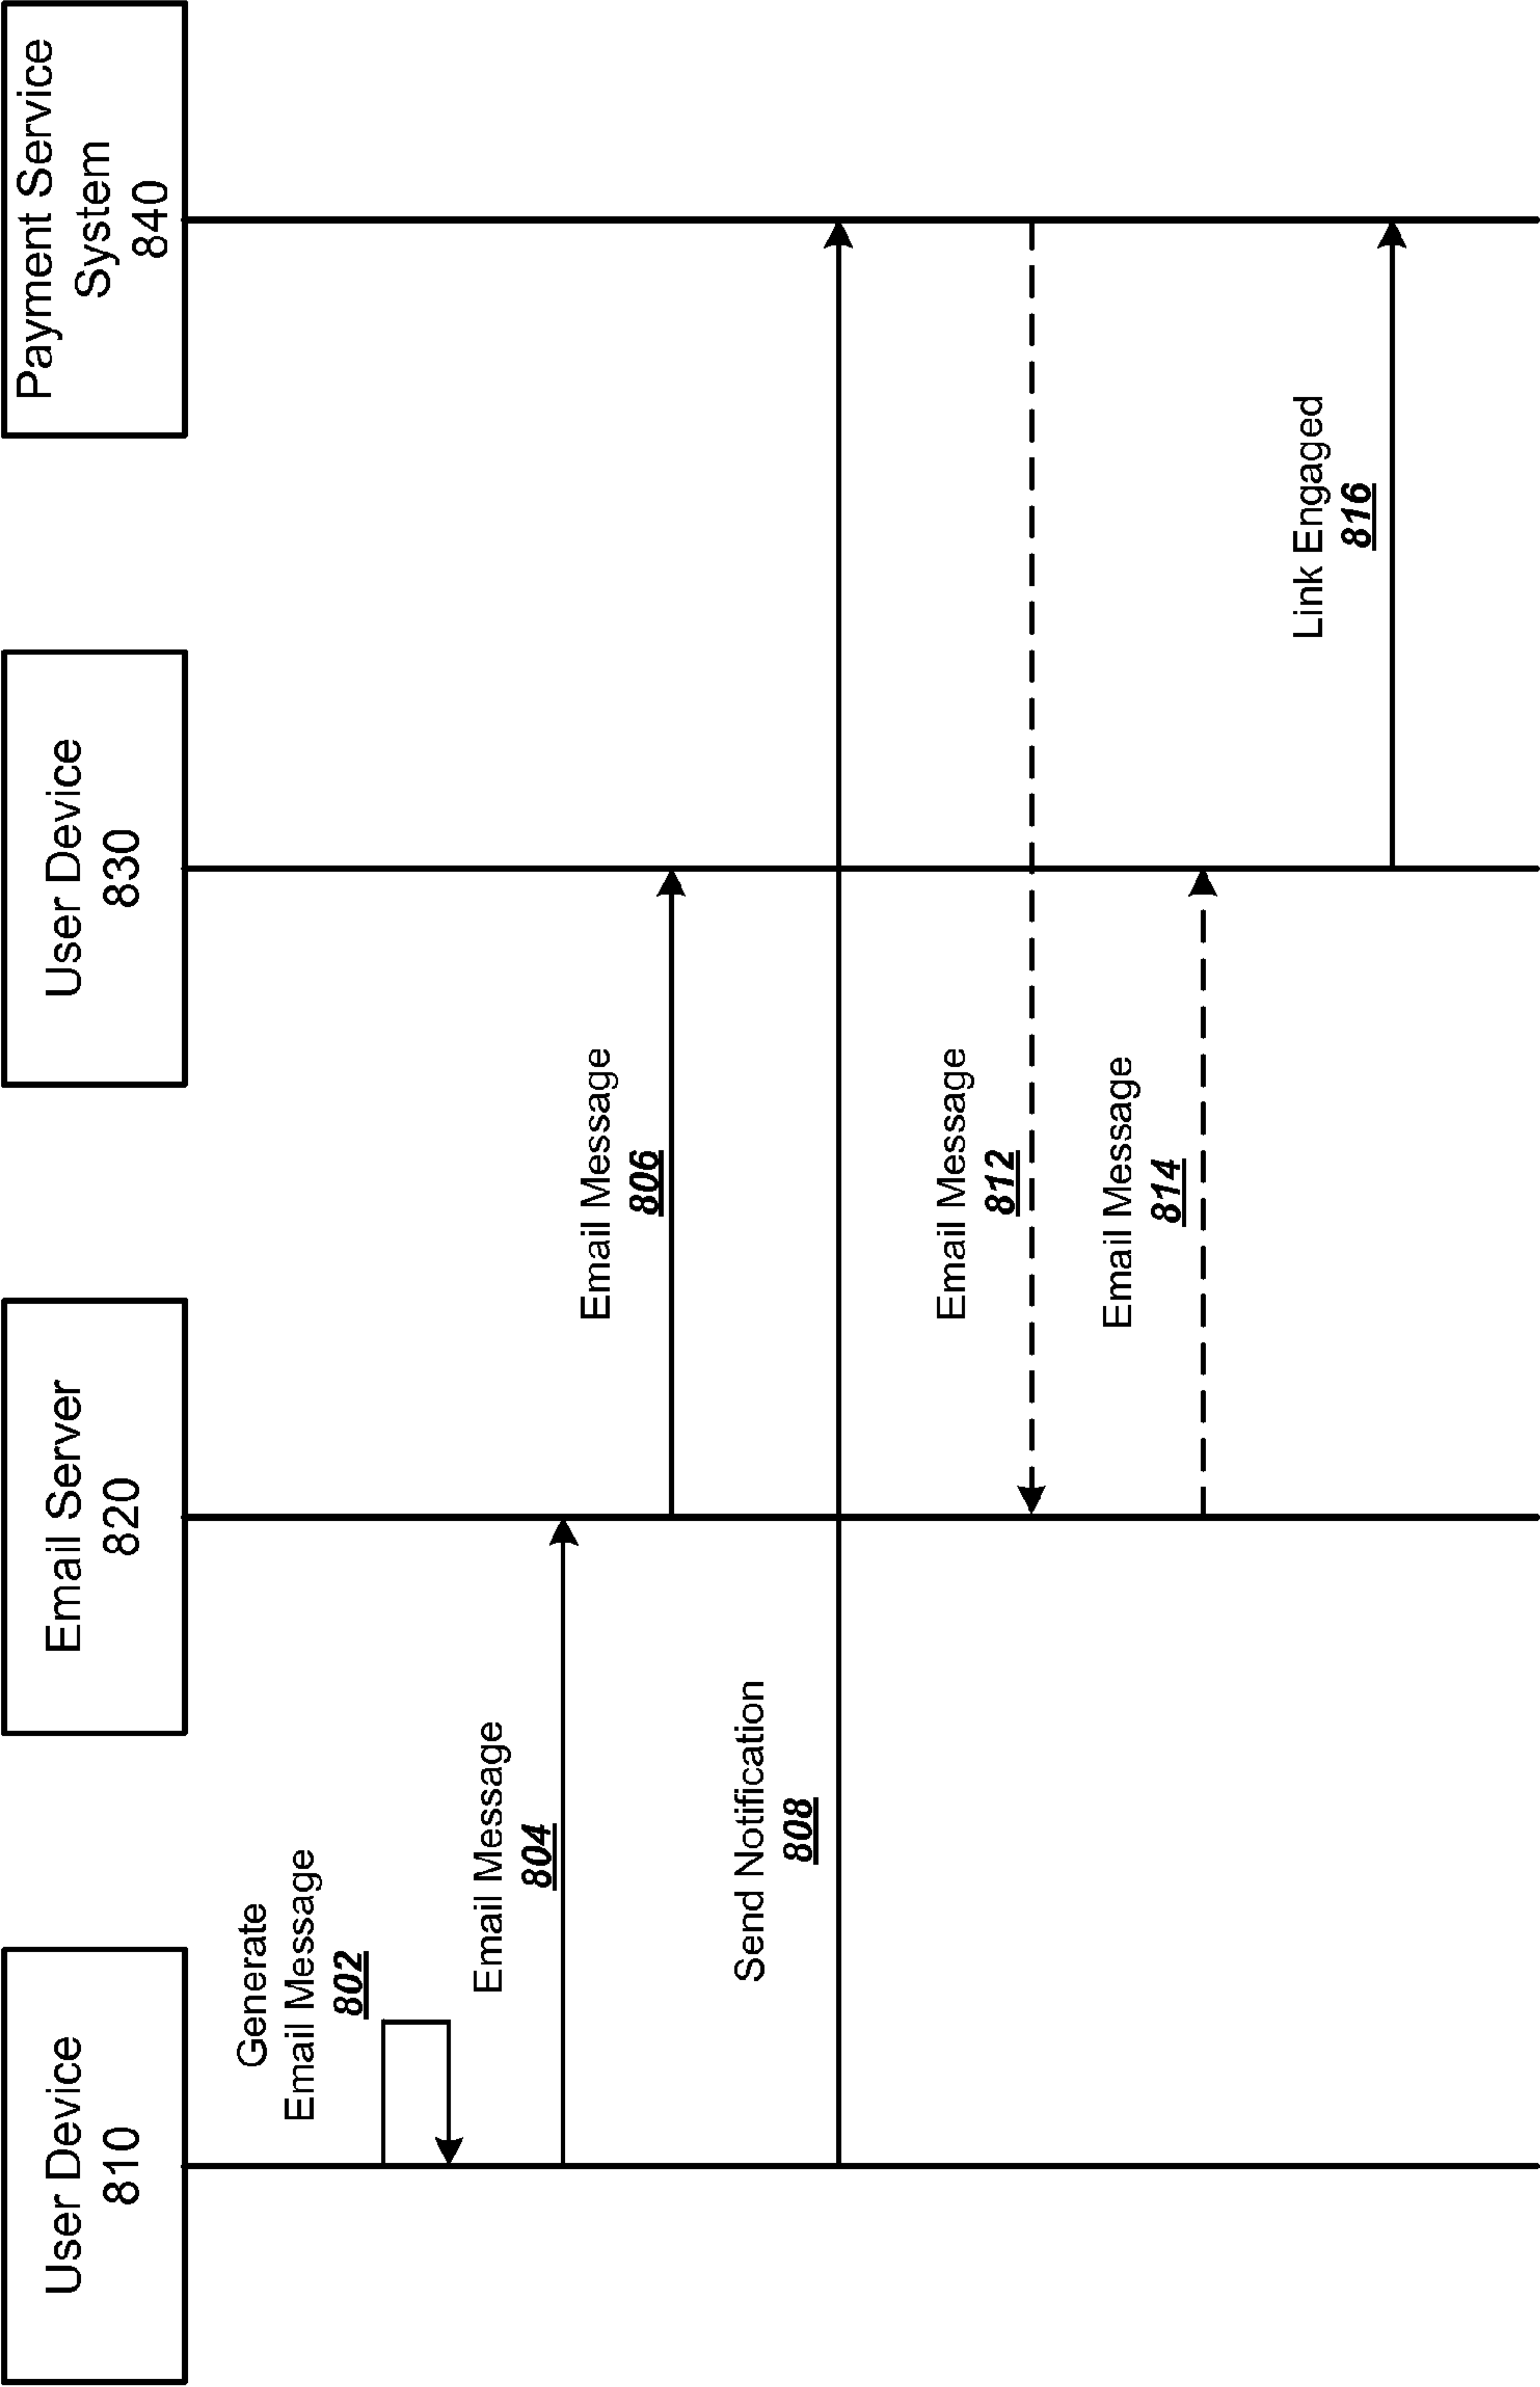 User Device
810
Email Server
820
User Device
830
Payment Service
System
840
Generate
Email Message
802
Email Message
804
Email Message
806
Send Notification
808
Email Message
812
Email Message
814
Link Engaged
816